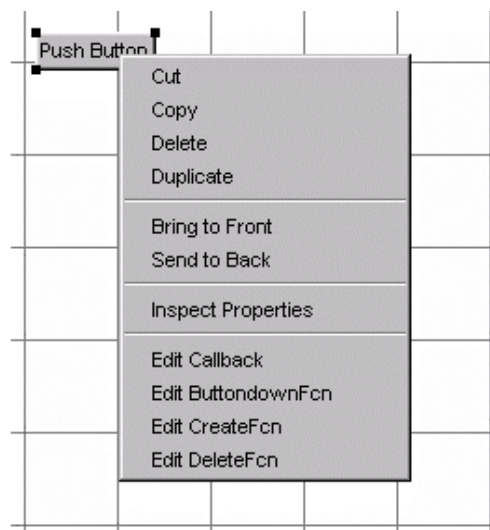 Push Button
Cut
Copy
Delete
Duplicate
Bring to Front
Send to Back
Inspect Properties
Edit Callback
Edit ButtondownFcn
Edit CreateFcn
Edit DeleteFcn